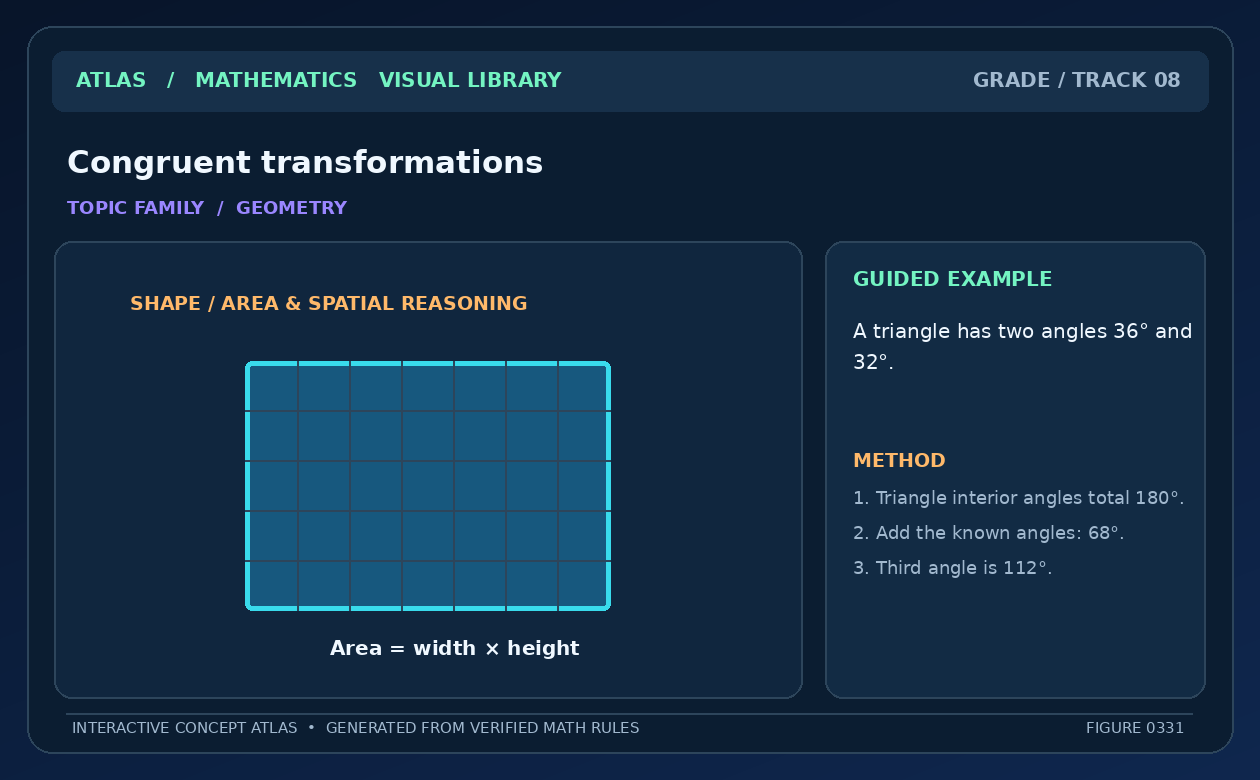 ATLAS / MATHEMATICS VISUAL LIBRARY
GRADE / TRACK 08
Congruent transformations
TOPIC FAMILY / GEOMETRY
SHAPE / AREA & SPATIAL REASONING
Area = width × height
GUIDED EXAMPLE
A triangle has two angles 36° and
32°.
METHOD
1. Triangle interior angles total 180°.
2. Add the known angles: 68°.
3. Third angle is 112°.
INTERACTIVE CONCEPT ATLAS • GENERATED FROM VERIFIED MATH RULES
FIGURE 0331